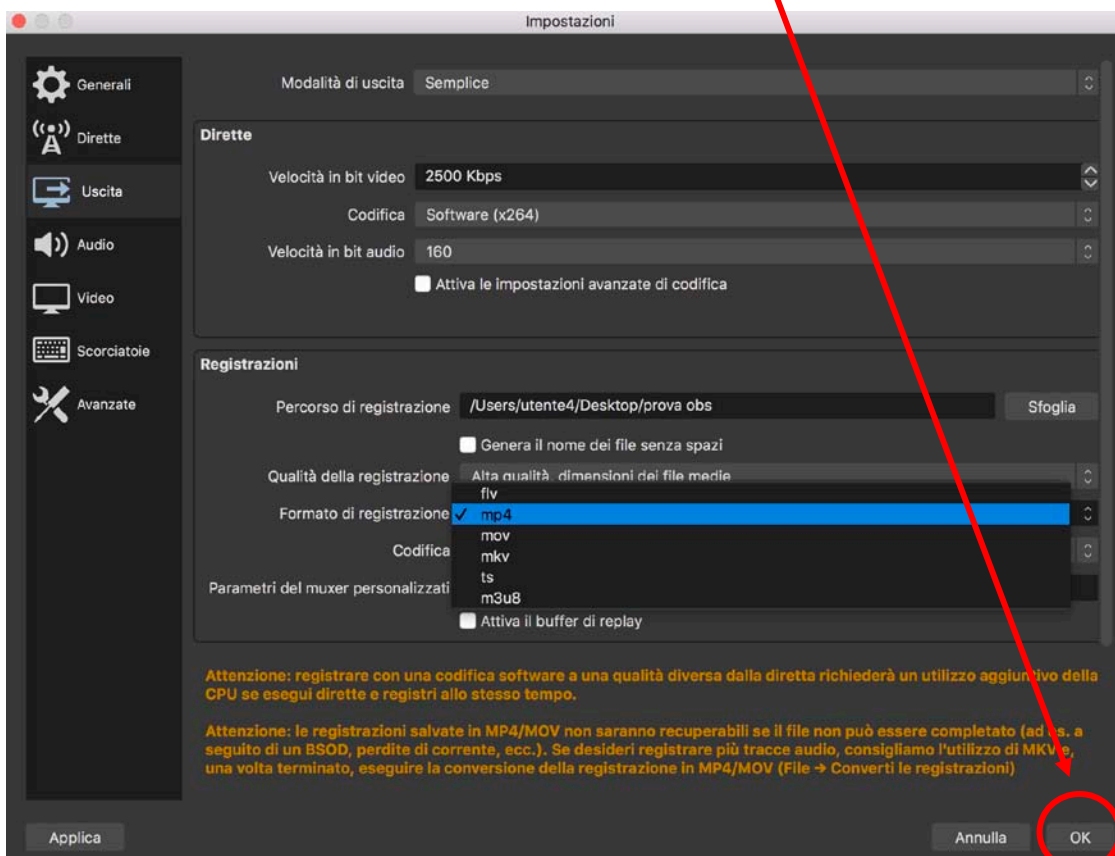 Impostazioni
Generali
Dirette
Uscita
Audio
Video
Scorciatoie
Avanzate
Modalità di uscita Semplice
Dirette
Velocità in bit video 2500 Kbps
Codifica Software (x264)
Velocità in bit audio 160
Attiva le impostazioni avanzate di codifica
Registrazioni
Percorso di registrazione /Users/utente4/Desktop/prova obs Sfoglia
Genera il nome dei file senza spazi
Qualità della registrazione Alta qualità, dimensioni dei file medie
flv
Formato di registrazione ✓ mp4
mov
Codifica mkv
ts
Parametri del muxer personalizzati m3u8
Attiva il buffer di replay
Attenzione: registrare con una codifica software a una qualità diversa dalla diretta richiederà un utilizzo aggiuntivo della
CPU se esegui dirette e registri allo stesso tempo.
Attenzione: le registrazioni salvate in MP4/MOV non saranno recuperabili se il file non può essere completato (ad es. a
seguito di un BSOD, perdite di corrente, ecc.). Se desideri registrare più tracce audio, consigliamo l'utilizzo di MKV e,
una volta terminato, eseguire la conversione della registrazione in MP4/MOV (File → Converti le registrazioni)
Applica Annulla OK